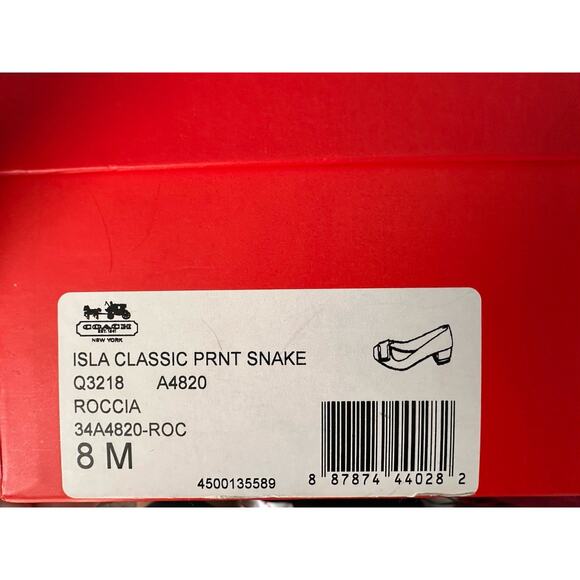 COACH
EST. 1941
NEW YORK
ISLA CLASSIC PRNT SNAKE
Q3218 A4820
ROCCIA
34A4820-ROC
8 M
4500135589
8 87874 44028 2